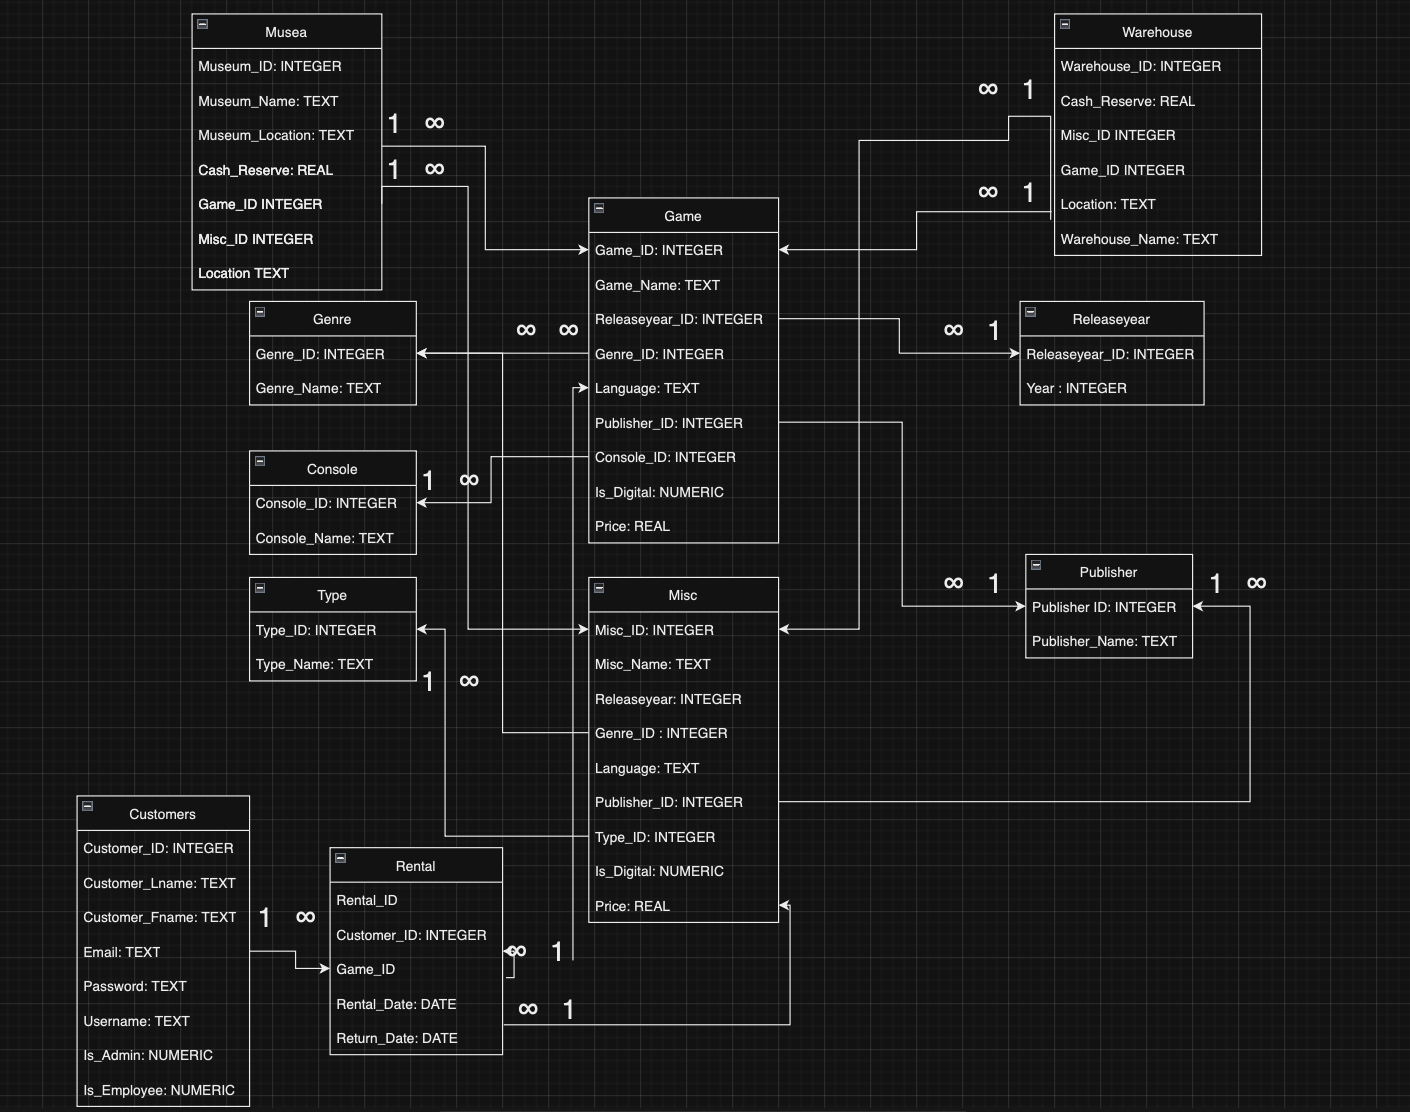 Musea
Museum_ID: INTEGER
Museum_Name: TEXT
Museum_Location: TEXT
Cash_Reserve: REAL
Game_ID INTEGER
Misc_ID INTEGER
Location TEXT
1 ∞
1 ∞
Warehouse
Warehouse_ID: INTEGER
Cash_Reserve: REAL
Misc_ID INTEGER
Game_ID INTEGER
Location: TEXT
Warehouse_Name: TEXT
∞ 1
∞ 1
Game
Game_ID: INTEGER
Game_Name: TEXT
Releaseyear_ID: INTEGER
Genre_ID: INTEGER
Language: TEXT
Publisher_ID: INTEGER
Console_ID: INTEGER
Is_Digital: NUMERIC
Price: REAL
Genre
Genre_ID: INTEGER
Genre_Name: TEXT
∞ ∞
Releaseyear
Releaseyear_ID: INTEGER
Year : INTEGER
∞ 1
Console
Console_ID: INTEGER
Console_Name: TEXT
1 ∞
Type
Type_ID: INTEGER
Type_Name: TEXT
1 ∞
Misc
Misc_ID: INTEGER
Misc_Name: TEXT
Releaseyear: INTEGER
Genre_ID : INTEGER
Language: TEXT
Publisher_ID: INTEGER
Type_ID: INTEGER
Is_Digital: NUMERIC
Price: REAL
Publisher
Publisher ID: INTEGER
Publisher_Name: TEXT
∞ 1
1 ∞
Customers
Customer_ID: INTEGER
Customer_Lname: TEXT
Customer_Fname: TEXT
Email: TEXT
Password: TEXT
Username: TEXT
Is_Admin: NUMERIC
Is_Employee: NUMERIC
1 ∞
Rental
Rental_ID
Customer_ID: INTEGER
Game_ID
Rental_Date: DATE
Return_Date: DATE
∞ 1
∞ 1